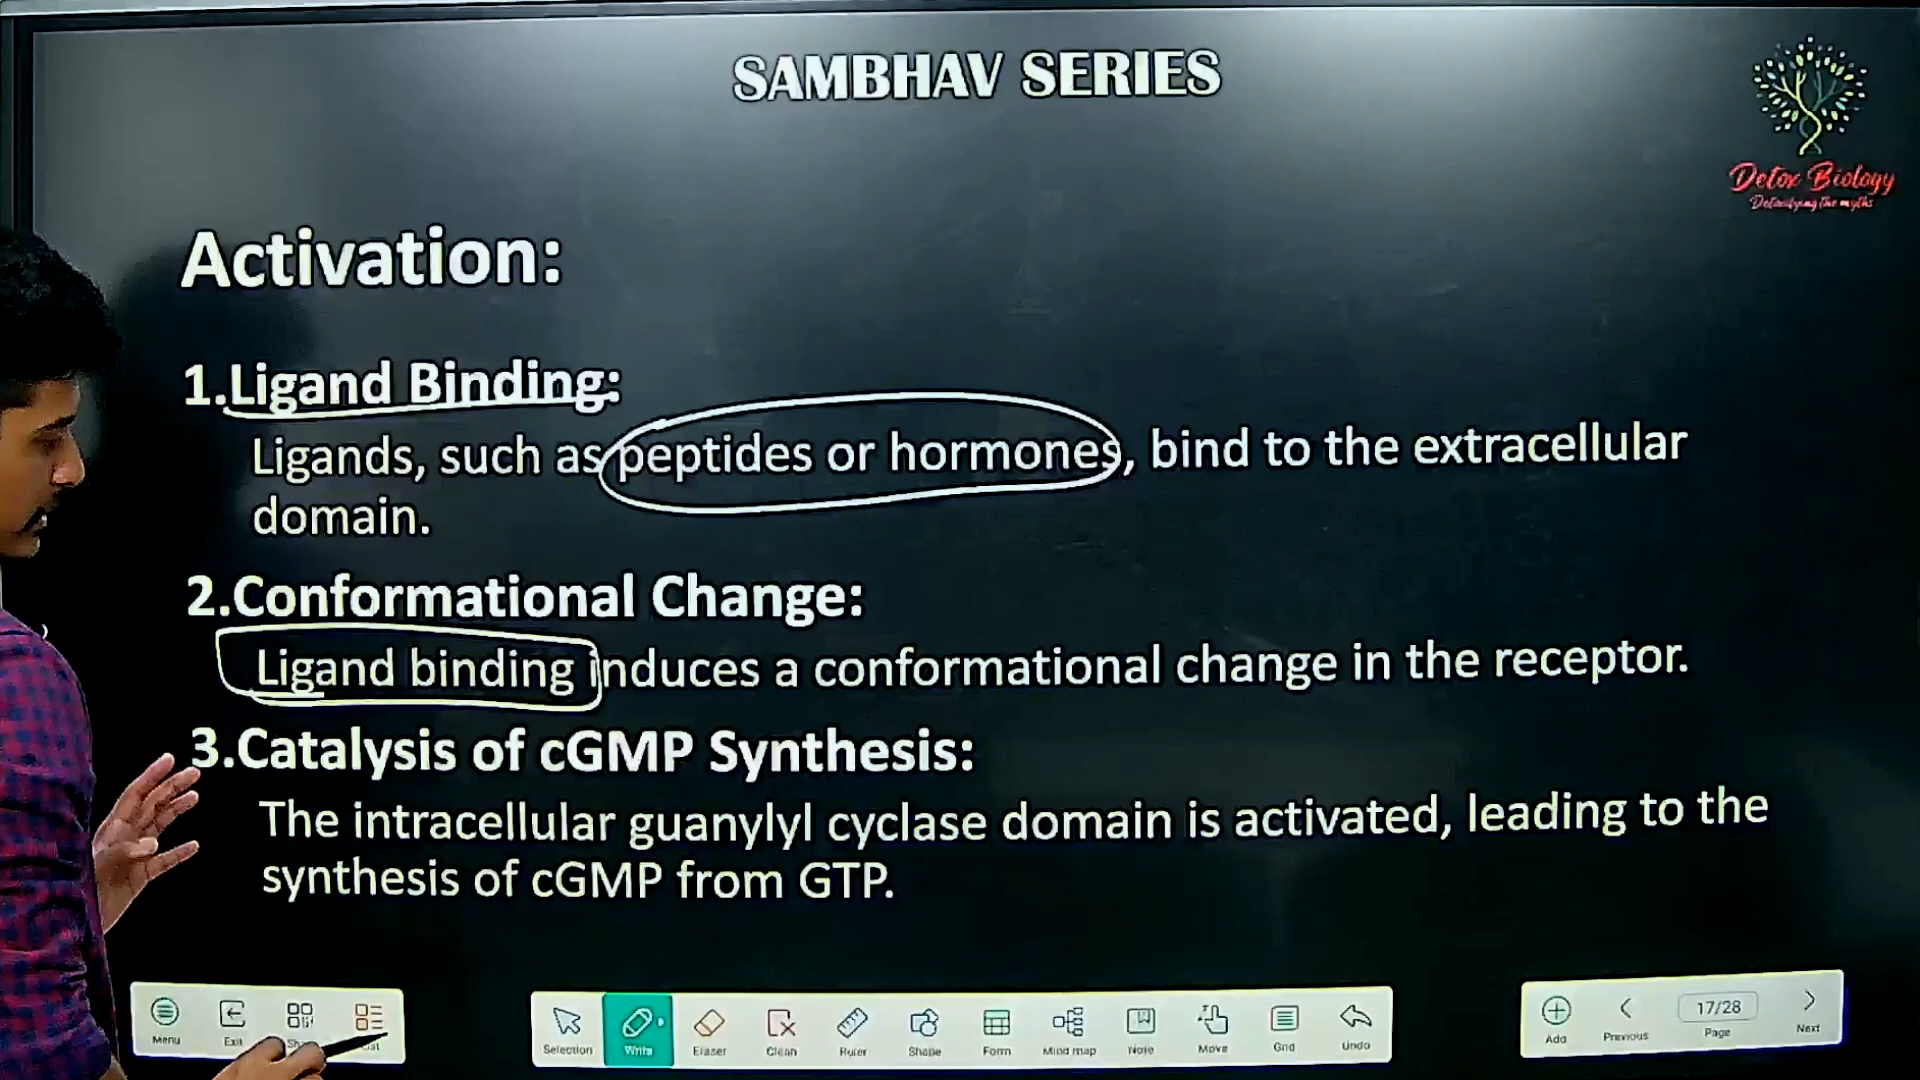 SAMBHAV SERIES
Detox Biology
Detoxifying the myths
Activation:
1.Ligand Binding:
Ligands, such as peptides or hormones, bind to the extracellular
domain.
2.Conformational Change:
Ligand binding induces a conformational change in the receptor.
3.Catalysis of cGMP Synthesis:
The intracellular guanylyl cyclase domain is activated, leading to the
synthesis of cGMP from GTP.
Menu Exit
Selection Write Eraser Clean Ruler Shape Form Mind map Note Move Grid Undo
Add Previous 17/28 Page Next